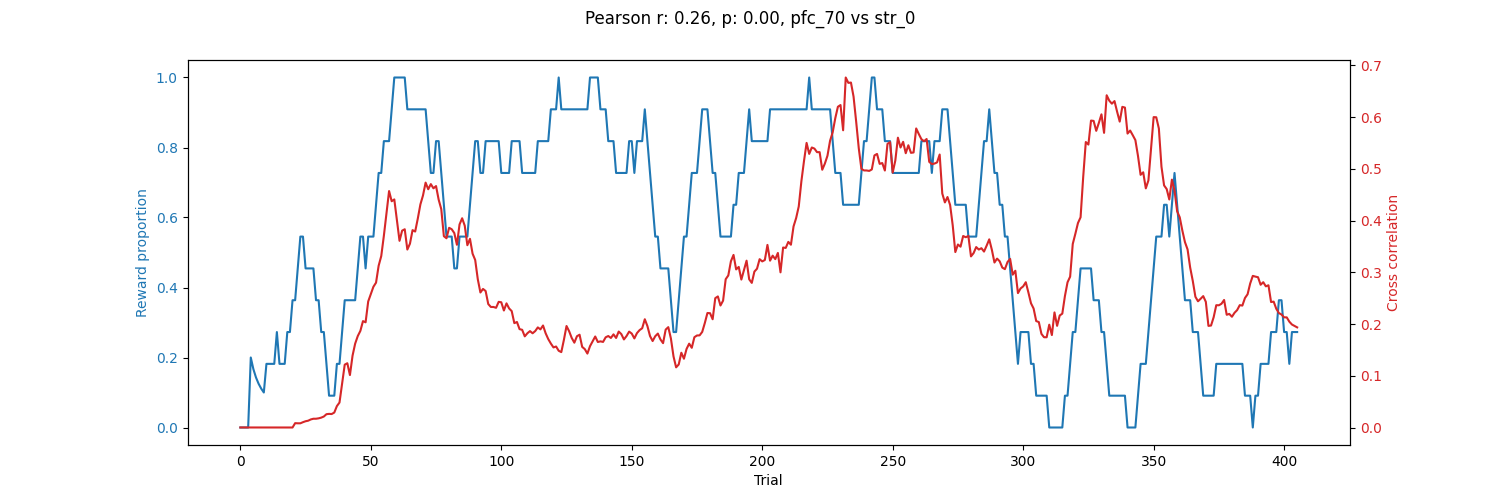 Pearson r: 0.26, p: 0.00, pfc_70 vs str_0
Reward proportion
1.0
0.8
0.6
0.4
0.2
0.0
0.7
0.6
0.5
0.4
0.3
0.2
0.1
0.0
Cross correlation
0 50 100 150 200 250 300 350 400
Trial